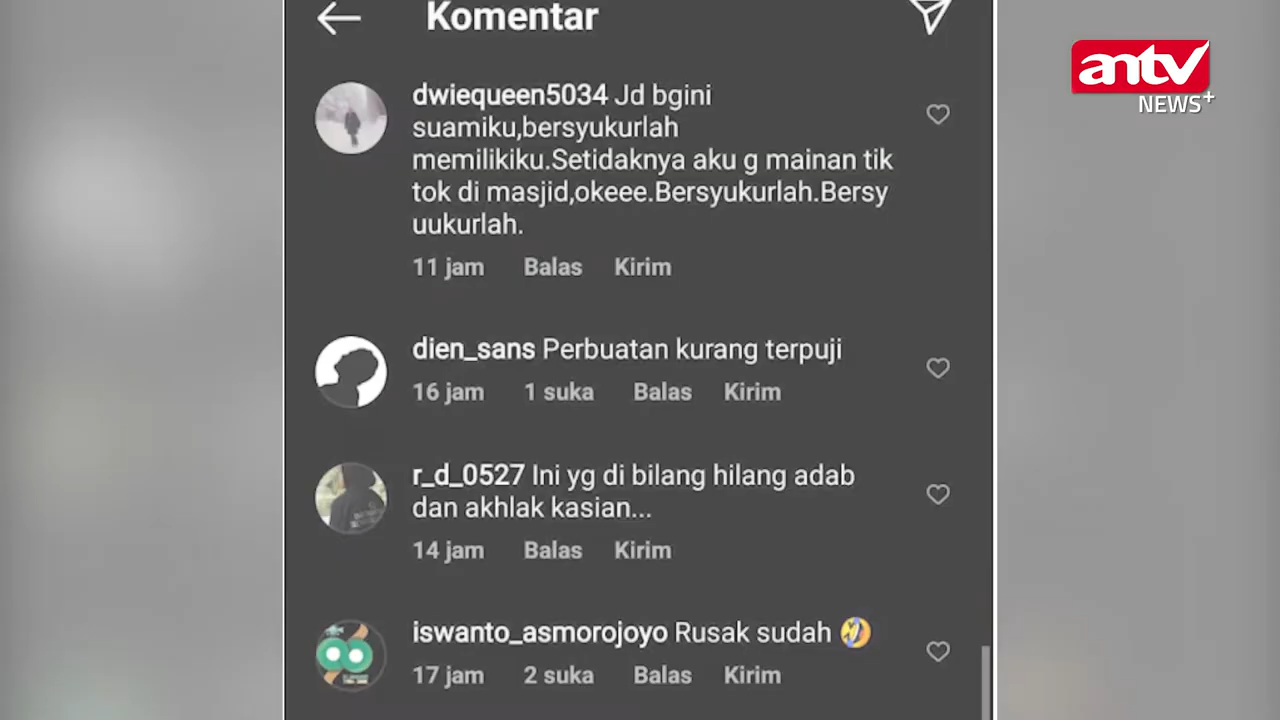 Komentar
antv
NEWS+
dwiequeen5034 Jd bgini
suamiku,bersyukurlah
memilikiku.Setidaknya aku g mainan tik
tok di masjid,okeee.Bersyukurlah.Bersy
uukurlah.
11 jam Balas Kirim
dien_sans Perbuatan kurang terpuji
16 jam 1 suka Balas Kirim
r_d_0527 Ini yg di bilang hilang adab
dan akhlak kasian...
14 jam Balas Kirim
iswanto_asmorojoyo Rusak sudah 🤣
17 jam 2 suka Balas Kirim